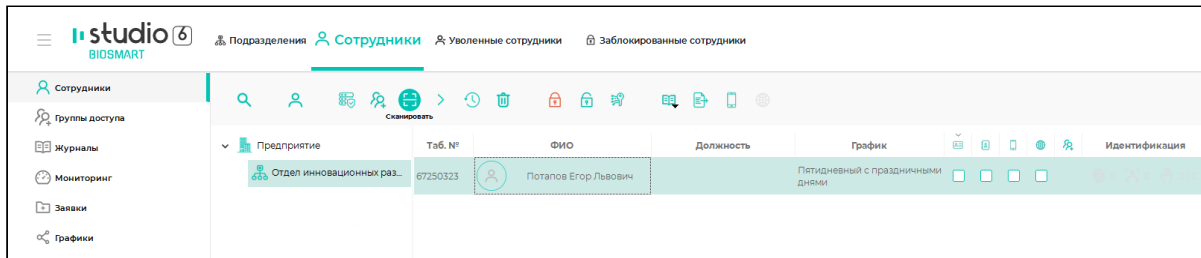 studio 6
BIOSMART
Подразделения Сотрудники Уволенные сотрудники Заблокированные сотрудники
Сотрудники
Группы доступа
Журналы
Мониторинг
Заявки
Графики
Сканировать
Предприятие Таб. № ФИО Должность График Идентификация
Отдел инновационных раз... 67250323 Потапов Егор Львович Пятидневный с праздничными
днями